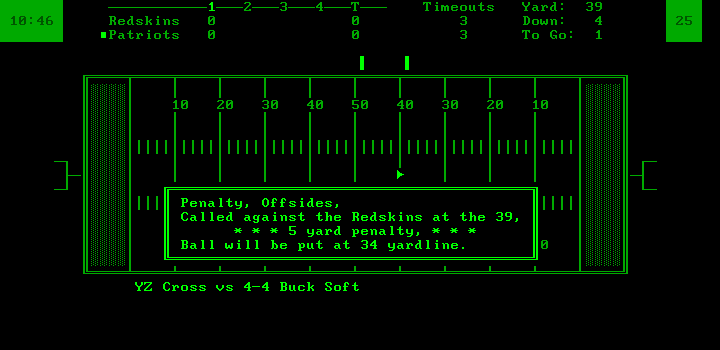 1 2 3 4 T Timeouts Yard: 39
10:46 Redskins 0 0 3 Down: 4 25
Patriots 0 0 3 To Go: 1
10 20 30 40 50 40 30 20 10
Penalty, Offsides,
Called against the Redskins at the 39,
* * * 5 yard penalty, * * *
Ball will be put at 34 yardline.
0
YZ Cross vs 4-4 Buck Soft